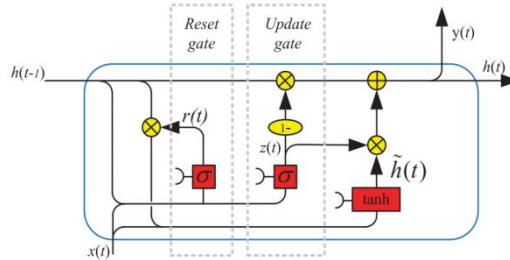 Reset
gate
Update
gate
y(t)
h(t-1)
h(t)
r(t)
1-
z(t)
h̃(t)
σ
σ
tanh
x(t)